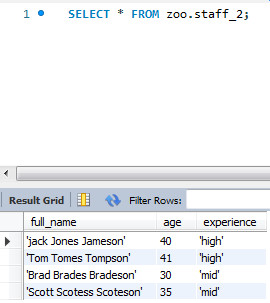 1 SELECT * FROM zoo.staff_2;
Result Grid Filter Rows:
full_name age experience
'jack Jones Jameson' 40 'high'
'Tom Tomes Tompson' 41 'high'
'Brad Brades Bradeson' 30 'mid'
'Scott Scotess Scoteson' 35 'mid'